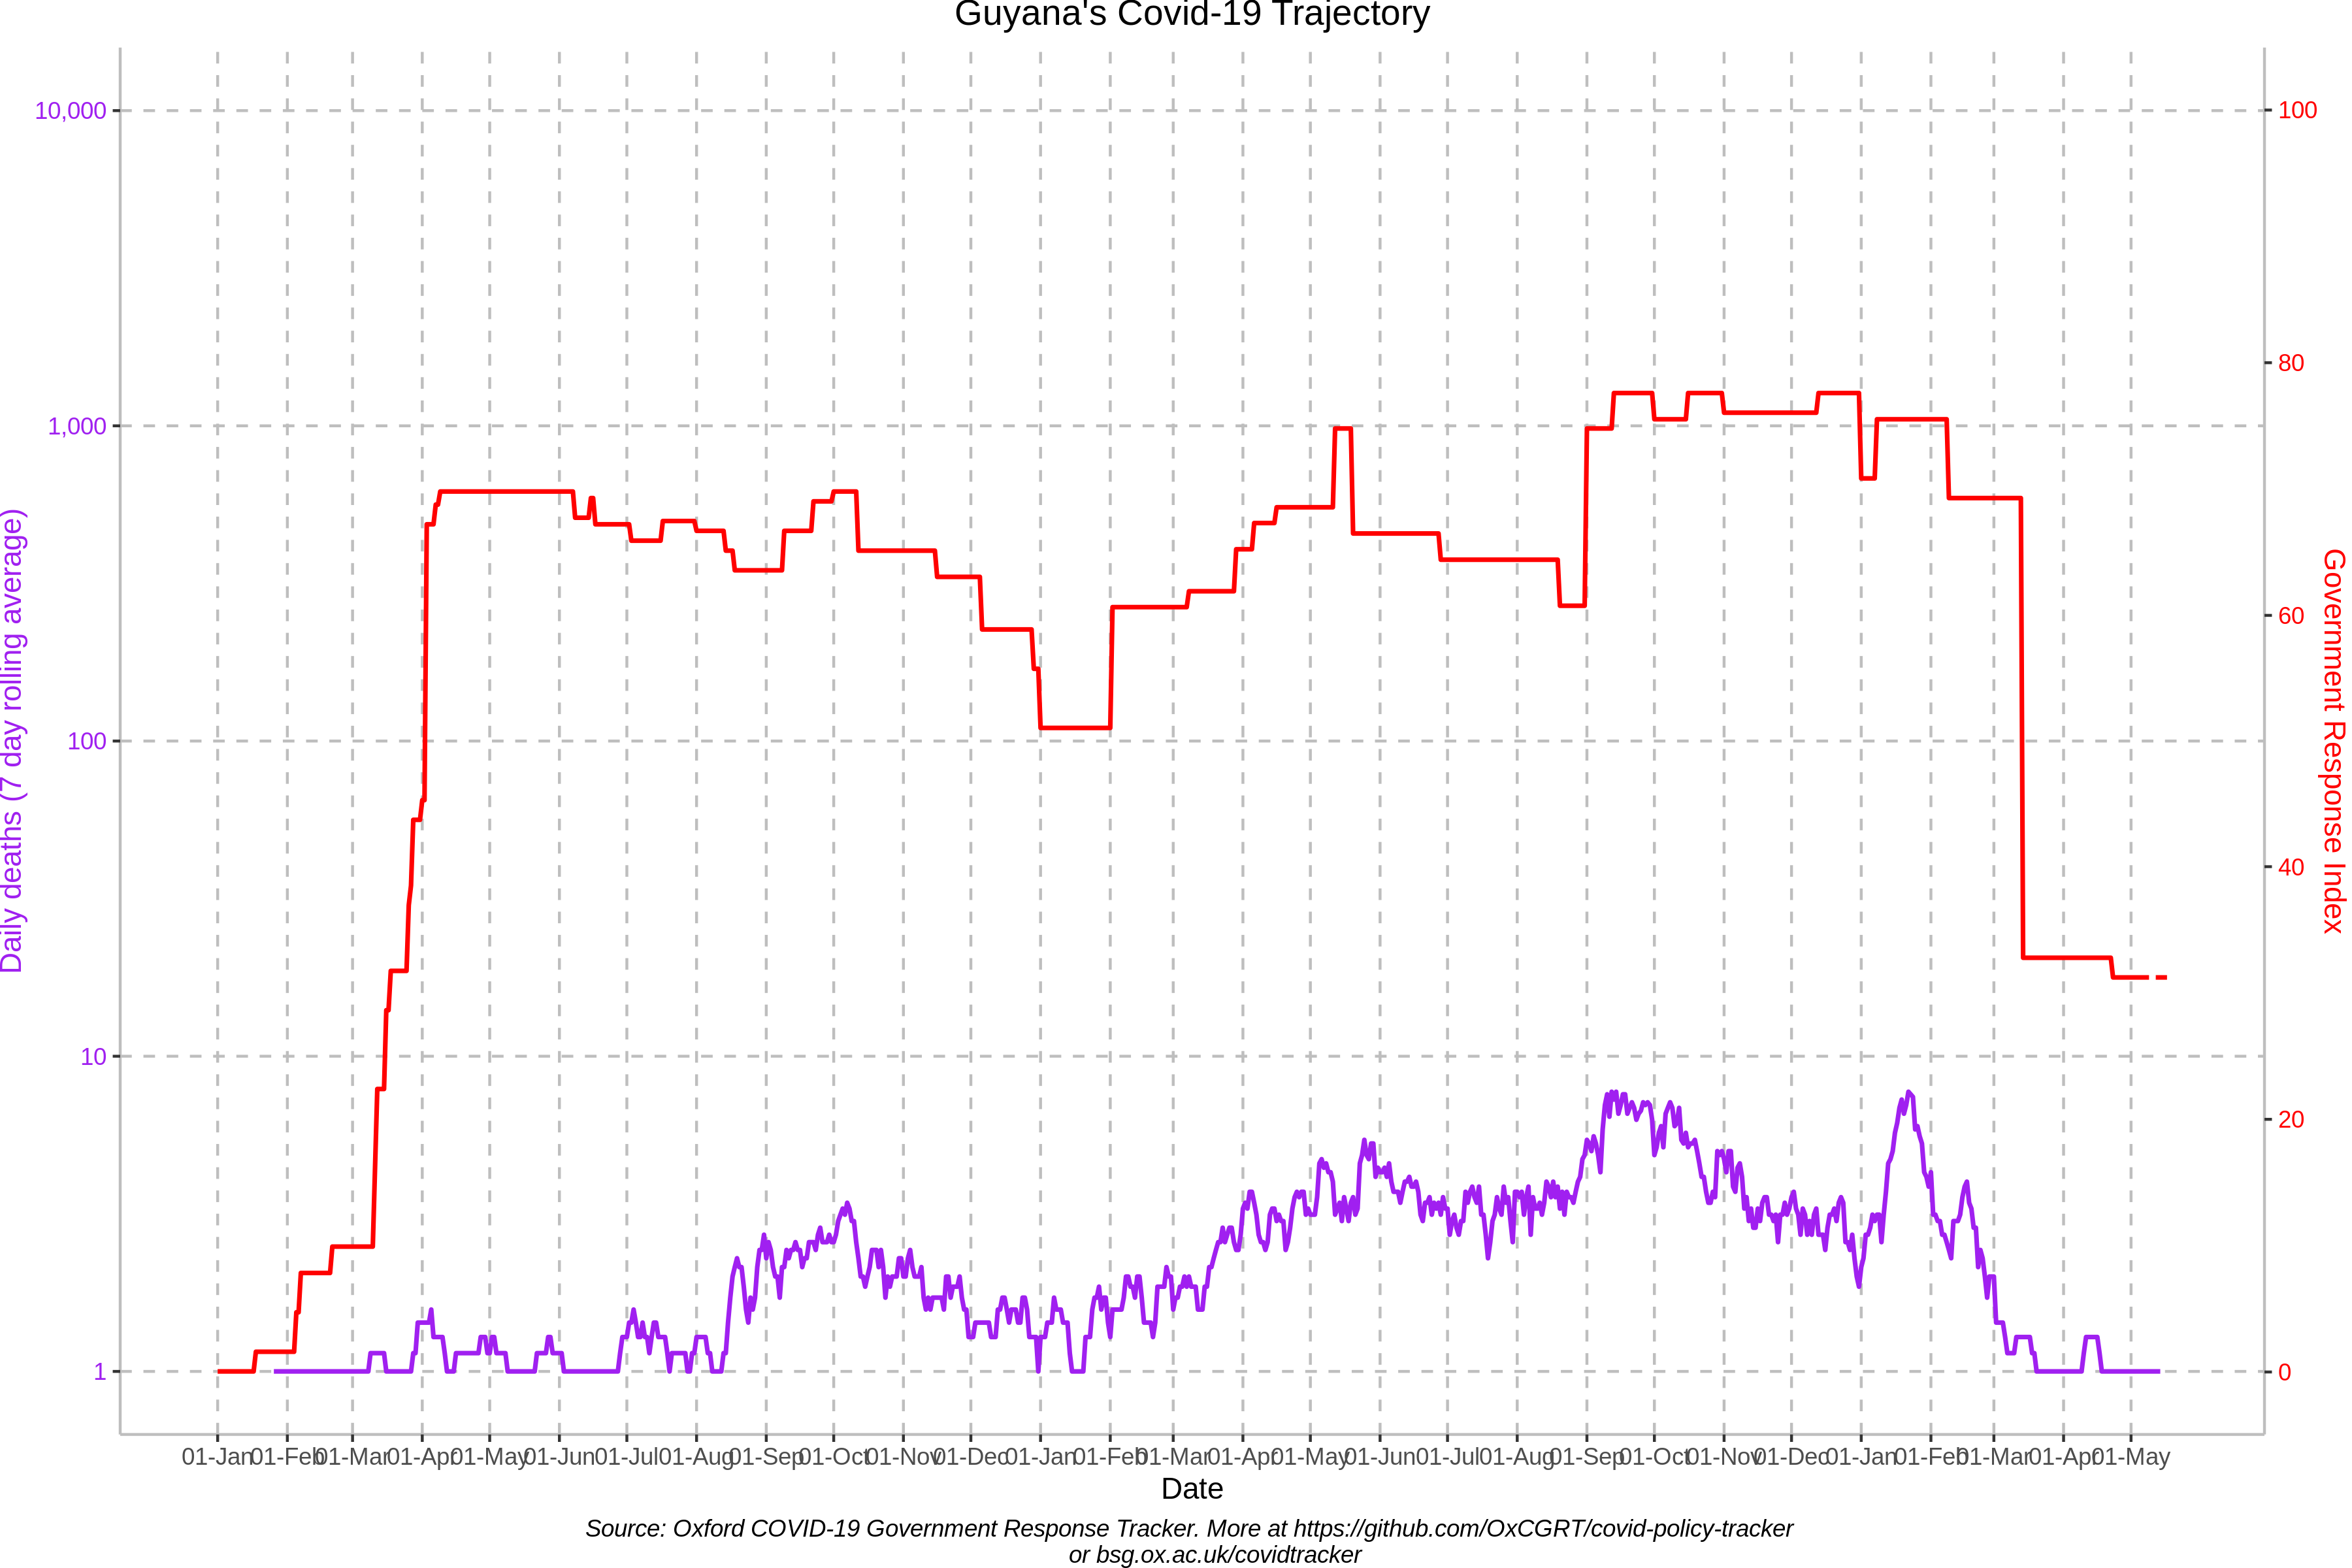 Guyana's Covid-19 Trajectory
10,000
1,000
100
10
1
Daily deaths (7 day rolling average)
100
80
60
40
20
0
Government Response Index
01-Jan 01-Feb 01-Mar 01-Apr 01-May 01-Jun 01-Jul 01-Aug 01-Sep 01-Oct 01-Nov 01-Dec 01-Jan 01-Feb 01-Mar 01-Apr 01-May 01-Jun 01-Jul 01-Aug 01-Sep 01-Oct 01-Nov 01-Dec 01-Jan 01-Feb 01-Mar 01-Apr 01-May
Date
Source: Oxford COVID-19 Government Response Tracker. More at https://github.com/OxCGRT/covid-policy-tracker
or bsg.ox.ac.uk/covidtracker